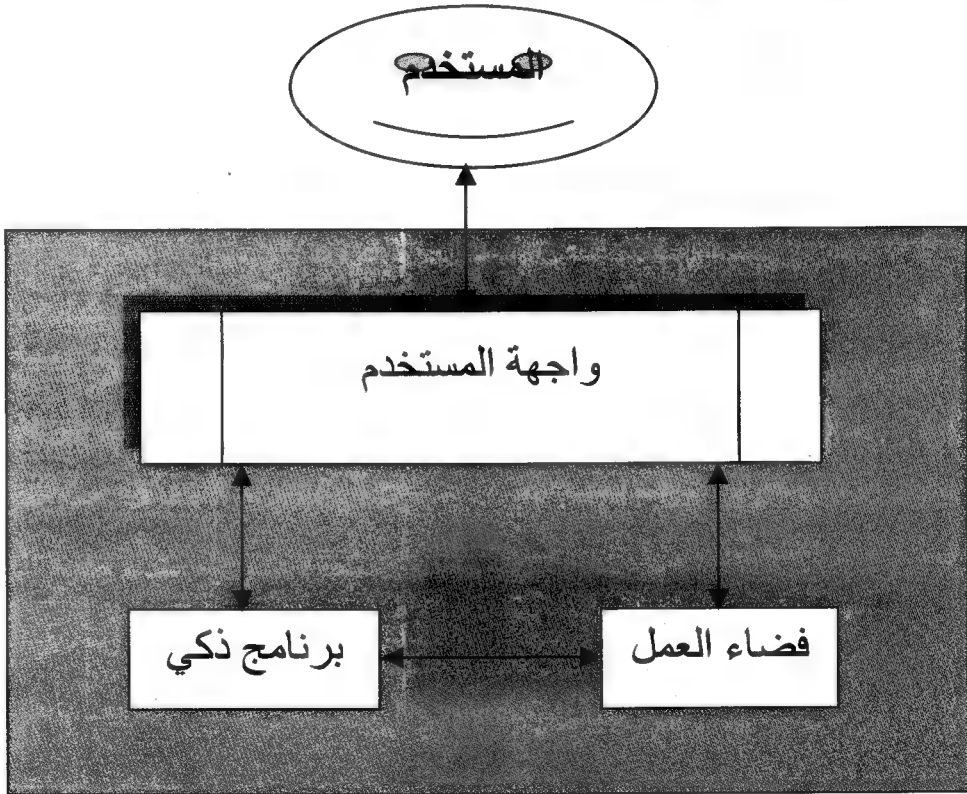 المستخدم
واجهة المستخدم
فضاء العمل
برنامج ذكي